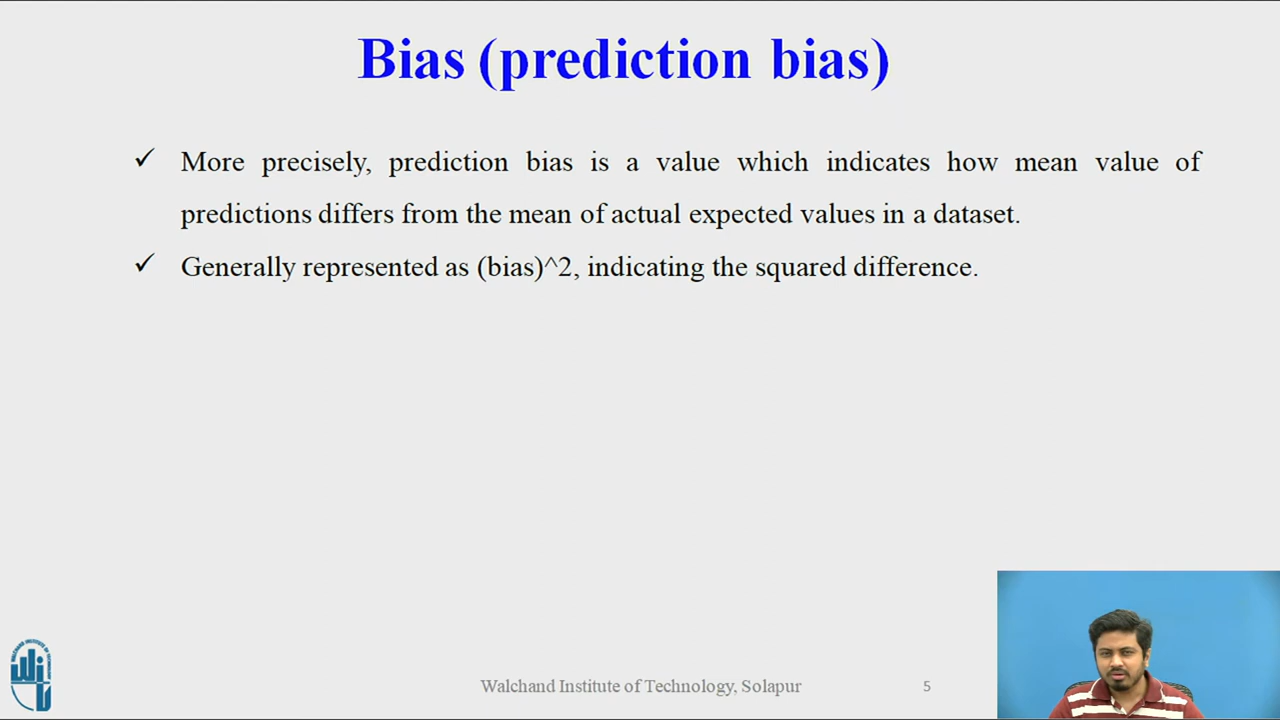 Bias (prediction bias)
✓ More precisely, prediction bias is a value which indicates how mean value of
predictions differs from the mean of actual expected values in a dataset.
✓ Generally represented as (bias)^2, indicating the squared difference.
Walchand Institute of Technology, Solapur
5